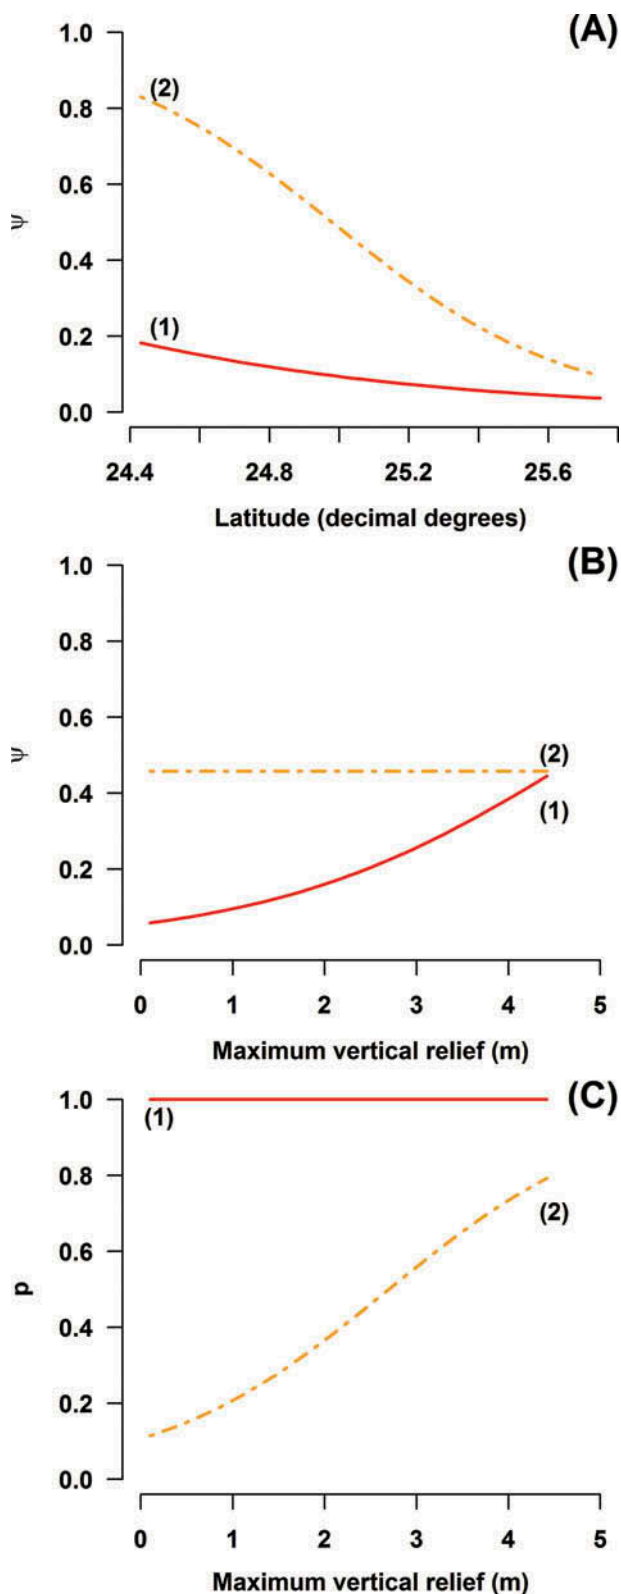 (A)
1.0
0.8
0.6
0.4
0.2
0.0
ψ
(2)
(1)
24.4 24.8 25.2 25.6
Latitude (decimal degrees)
(B)
1.0
0.8
0.6
0.4
0.2
0.0
ψ
(2)
(1)
0 1 2 3 4 5
Maximum vertical relief (m)
(C)
1.0
0.8
0.6
0.4
0.2
0.0
p
(1)
(2)
0 1 2 3 4 5
Maximum vertical relief (m)